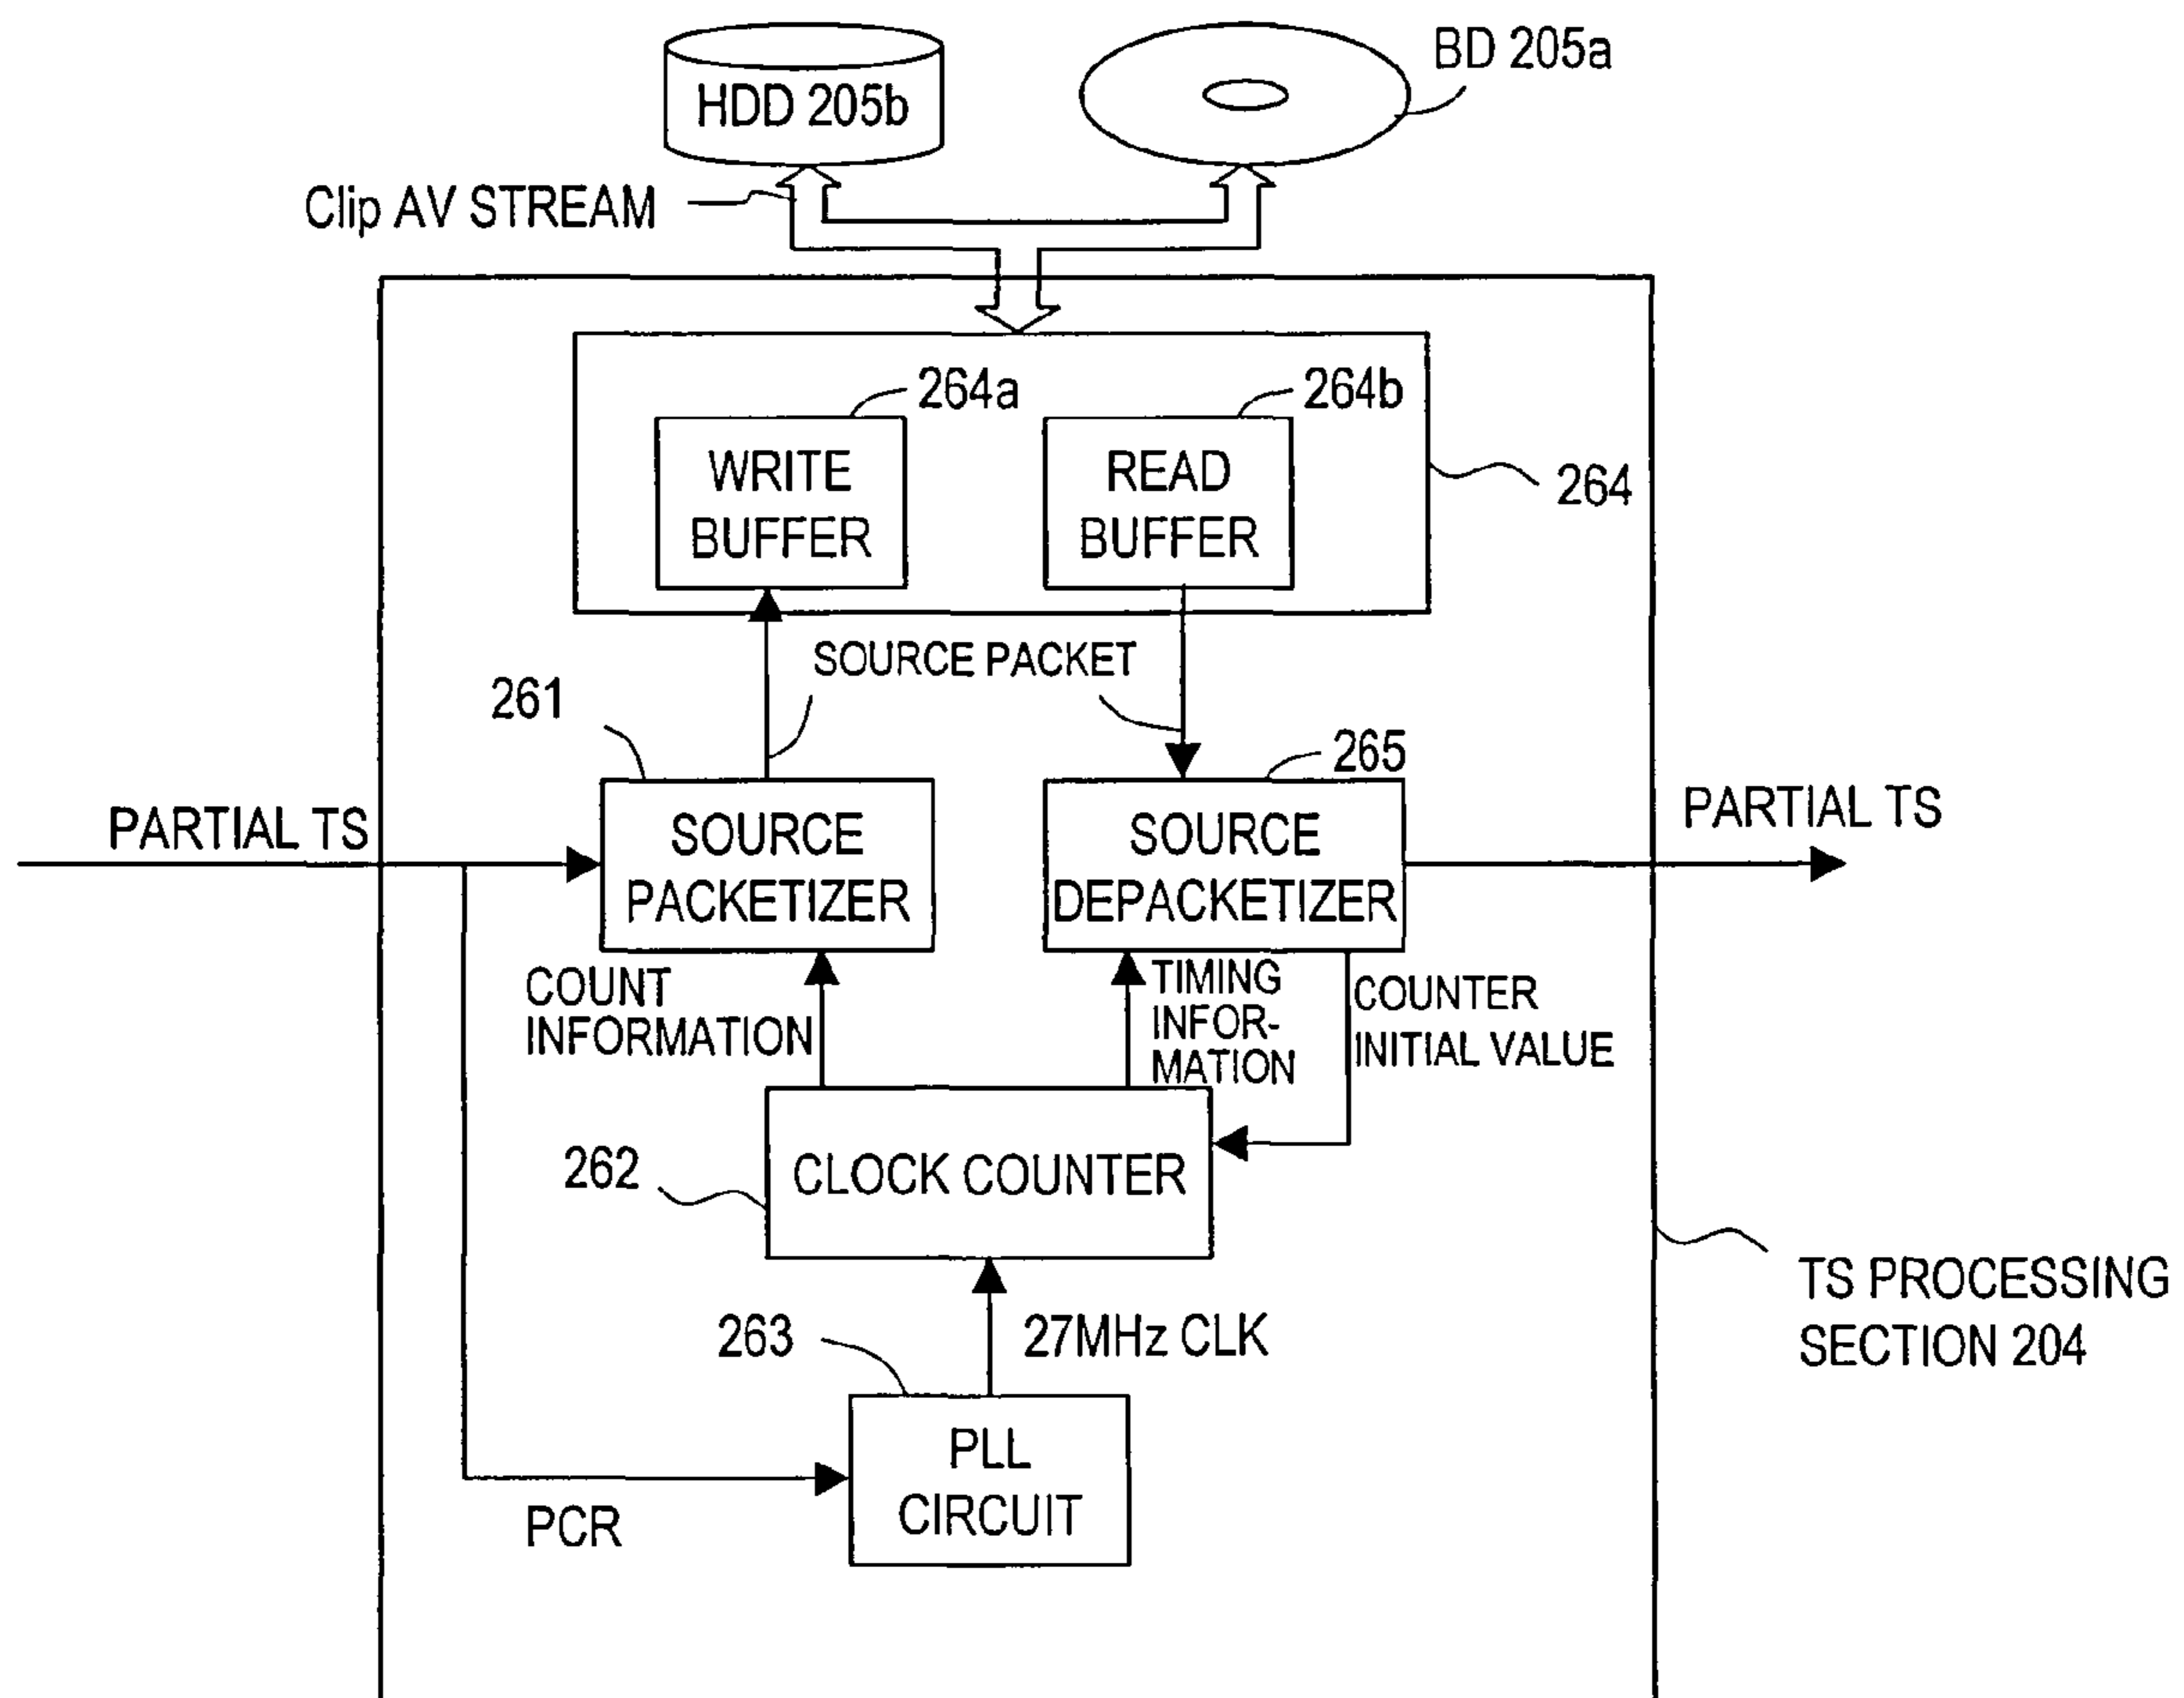 HDD 205b
BD 205a
Clip AV STREAM
264a
264b
WRITE
BUFFER
READ
BUFFER
264
SOURCE PACKET
261
265
PARTIAL TS
SOURCE
PACKETIZER
SOURCE
DEPACKETIZER
PARTIAL TS
COUNT
INFORMATION
TIMING
INFOR-
MATION
COUNTER
INITIAL VALUE
262
CLOCK COUNTER
TS PROCESSING
SECTION 204
263
27MHz CLK
PLL
CIRCUIT
PCR